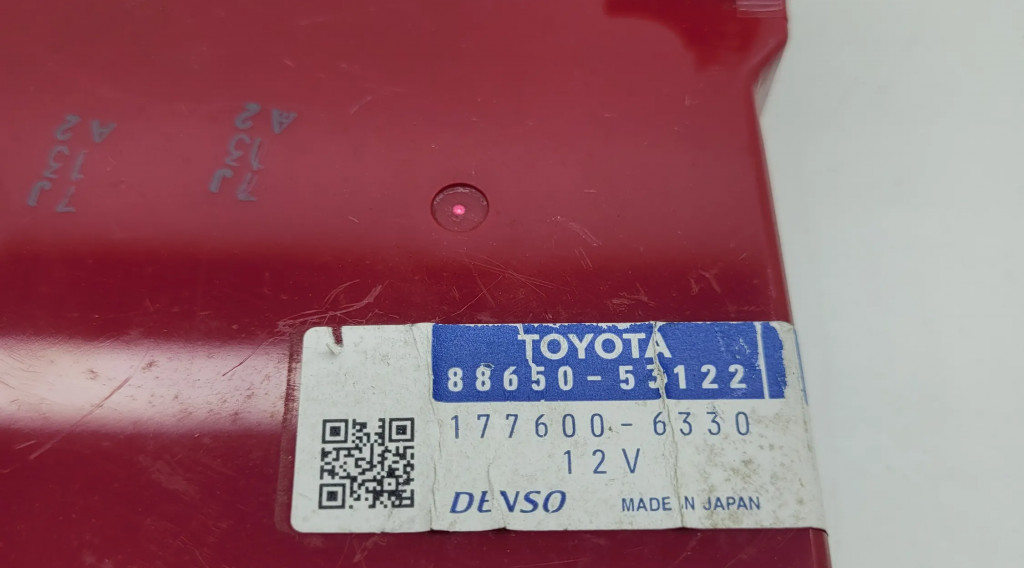 TOYOTA
88650-53122
177600-6330
12V
DENSO
MADE IN JAPAN